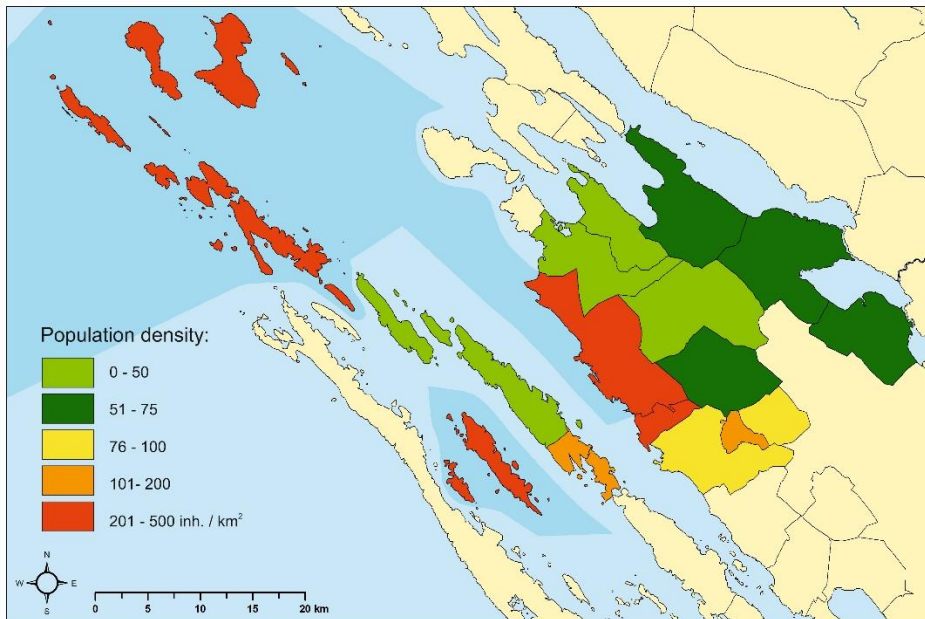 Population density:
0 - 50
51 - 75
76 - 100
101- 200
201 - 500 inh. / km²
N
W E
S
0 5 10 15 20 km